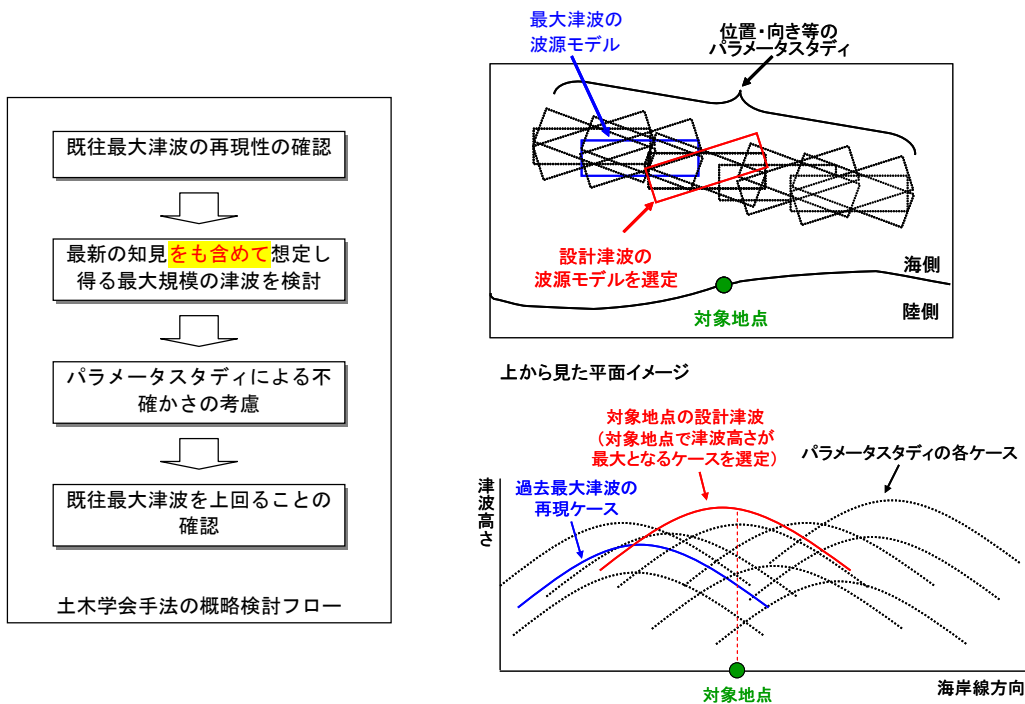 既往最大津波の再現性の確認
最新の知見をも含めて想定し
得る最大規模の津波を検討
パラメータスタディによる不
確かさの考慮
既往最大津波を上回ることの
確認
土木学会手法の概略検討フロー
最大津波の
波源モデル
位置・向き等の
パラメータスタディ
設計津波の
波源モデルを選定
海側
陸側
対象地点
上から見た平面イメージ
対象地点の設計津波
（対象地点で津波高さが
最大となるケースを選定）
パラメータスタディの各ケース
過去最大津波の
再現ケース
津波高さ
対象地点
海岸線方向